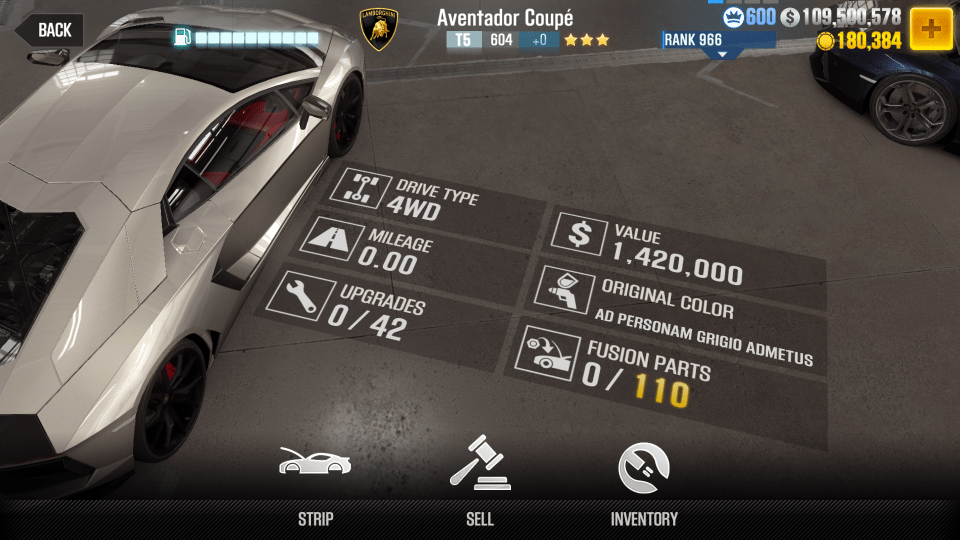 BACK
LAMBORGHINI
Aventador Coupé
T5 604 +0
RANK 966
600 $ 109,500,578
180,384
DRIVE TYPE
4WD
MILEAGE
0.00
UPGRADES
0 / 42
$ VALUE
1,420,000
ORIGINAL COLOR
AD PERSONAM GRIGIO ADMETUS
FUSION PARTS
0 / 110
STRIP
SELL
INVENTORY